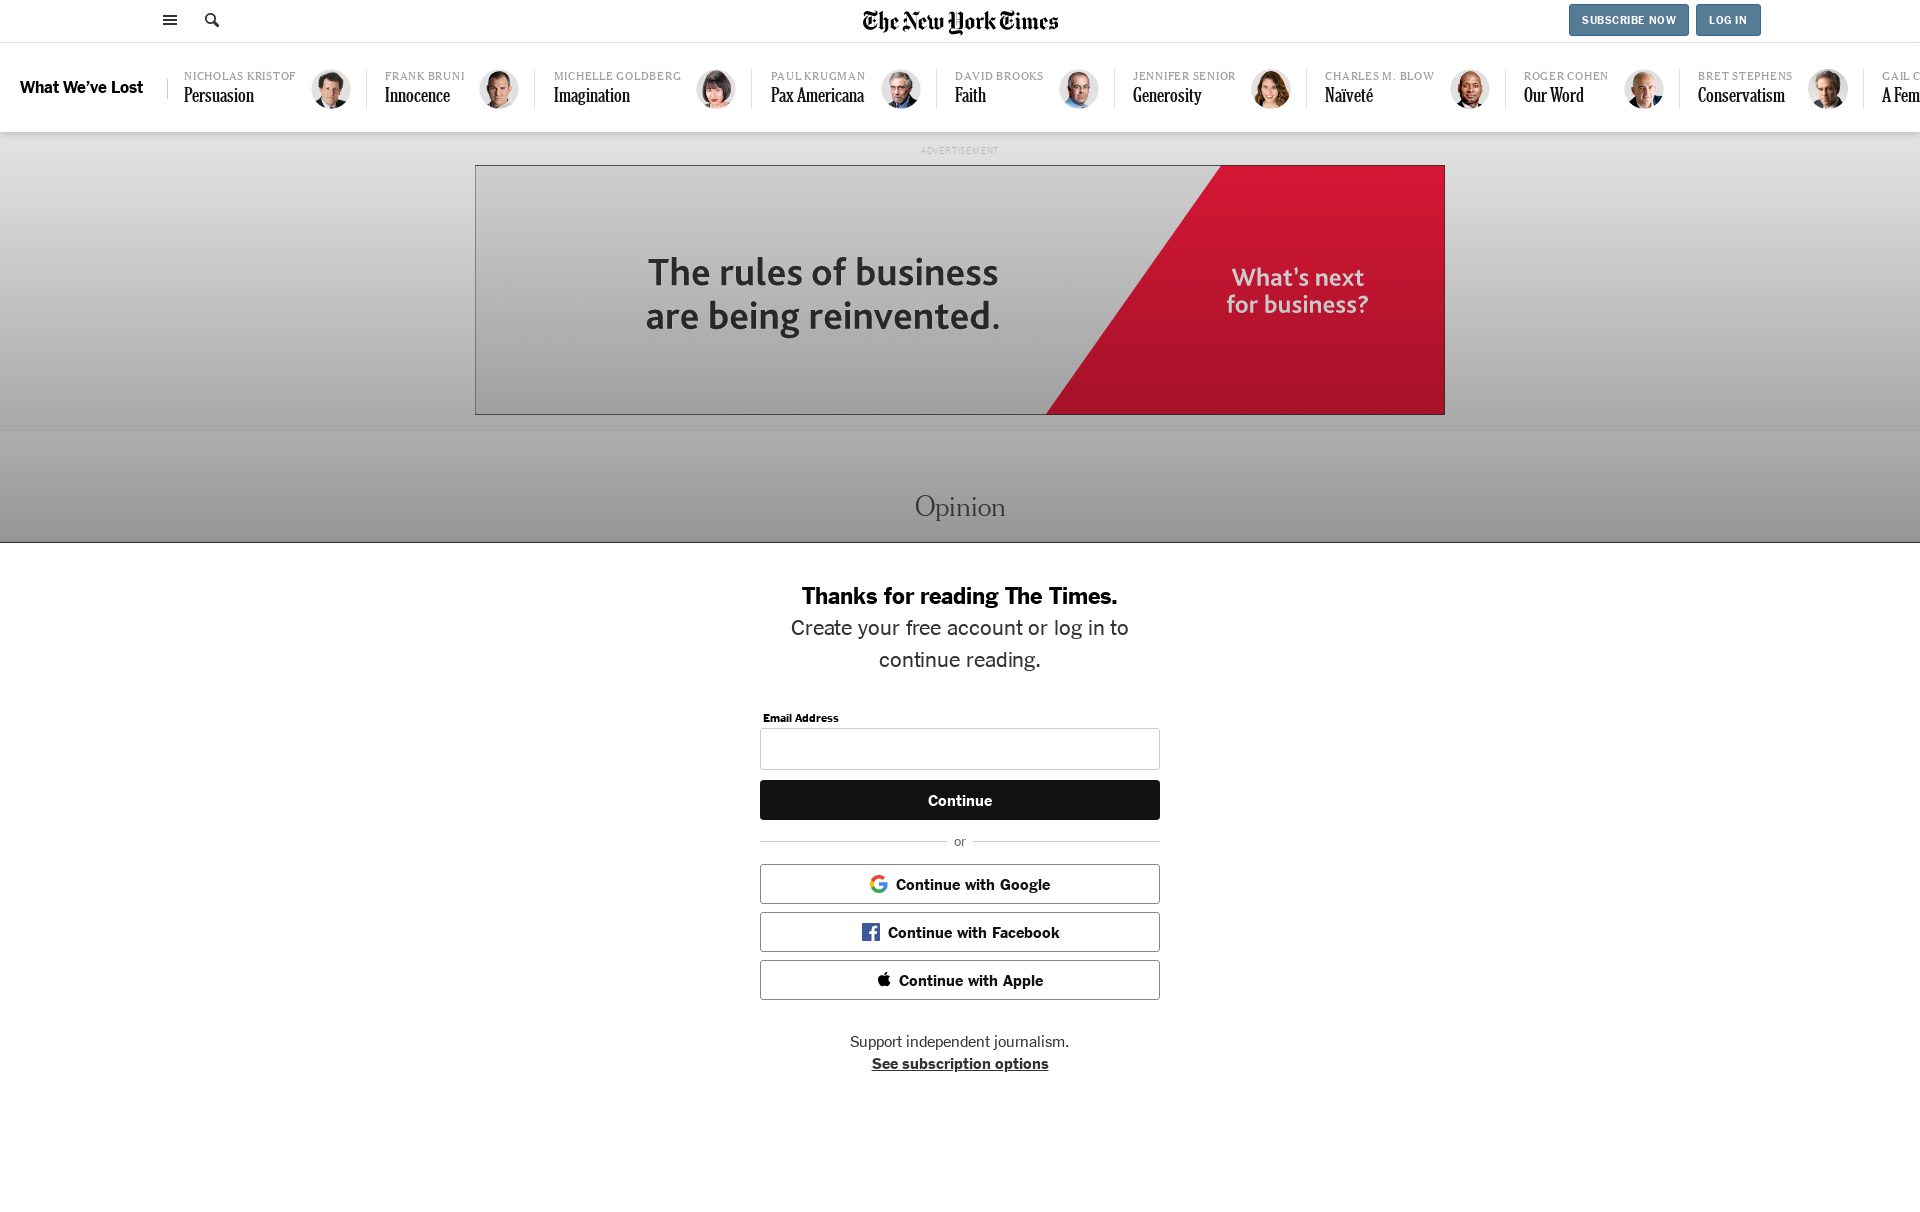 The New York Times
SUBSCRIBE NOW
LOG IN
What We’ve Lost
NICHOLAS KRISTOF
Persuasion
FRANK BRUNI
Innocence
MICHELLE GOLDBERG
Imagination
PAUL KRUGMAN
Pax Americana
DAVID BROOKS
Faith
JENNIFER SENIOR
Generosity
CHARLES M. BLOW
Naïveté
ROGER COHEN
Our Word
BRET STEPHENS
Conservatism
GAIL
A
ADVERTISEMENT
The rules of business
are being reinvented.
What’s next
for business?
Opinion
Thanks for reading The Times.
Create your free account or log in to
continue reading.
Email Address
Continue
or
Continue with Google
Continue with Facebook
Continue with Apple
Support independent journalism.
See subscription options